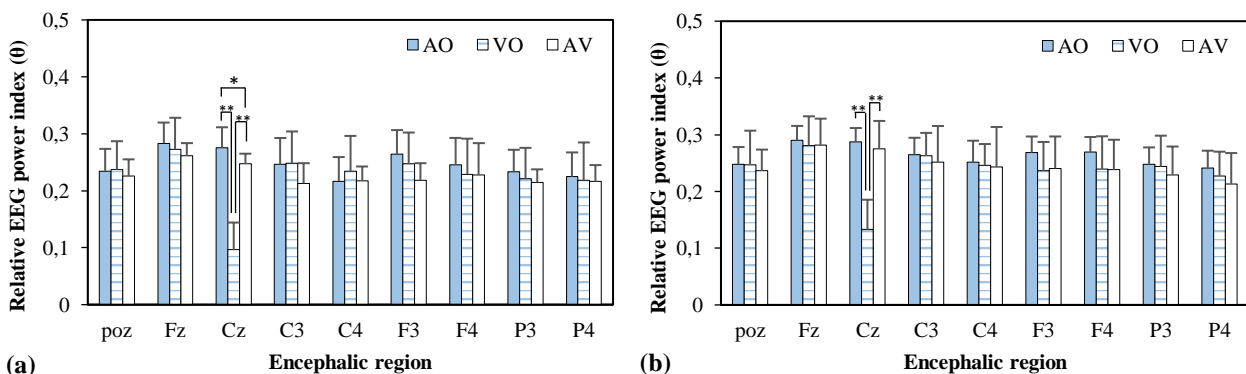 Relative EEG power index (θ)
0,5
0,4
0,3
0,2
0,1
0
AO VO AV
*
** **
poz Fz Cz C3 C4 F3 F4 P3 P4
Encephalic region
(a)
Relative EEG power index (θ)
0,5
0,4
0,3
0,2
0,1
0
AO VO AV
** **
poz Fz Cz C3 C4 F3 F4 P3 P4
Encephalic region
(b)